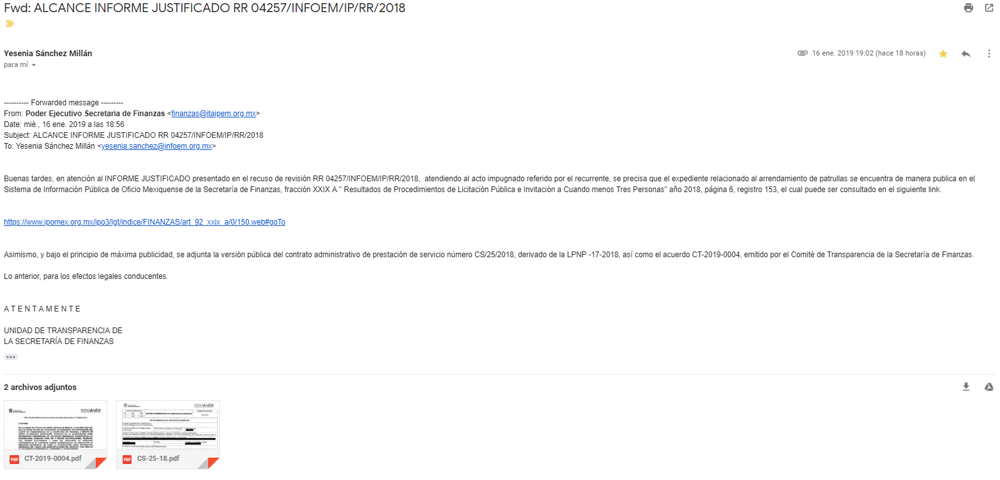 Fwd: ALCANCE INFORME JUSTIFICADO RR 04257/INFOEM/IP/RR/2018
Yesenia Sánchez Millán
16 ene. 2019 19:02 (hace 18 horas)
para mí
---------- Forwarded message ---------
From: Poder Ejecutivo Secretaria de Finanzas <finanzas@itaipem.org.mx>
Date: mié., 16 ene. 2019 a las 18:56
Subject: ALCANCE INFORME JUSTIFICADO RR 04257/INFOEM/IP/RR/2018
To: Yesenia Sánchez Millán <yesenia.sanchez@infoem.org.mx>
Buenas tardes, en atención al INFORME JUSTIFICADO presentado en el recuso de revisión RR 04257/INFOEM/IP/RR/2018, atendiendo al acto impugnado referido por el recurrente, se precisa que el expediente relacionado al arrendamiento de patrullas se encuentra de manera publica en el
Sistema de Información Pública de Oficio Mexiquense de la Secretaría de Finanzas, fracción XXIX A " Resultados de Procedimientos de Licitación Pública e Invitación a Cuando menos Tres Personas" año 2018, página 6, registro 153, el cual puede ser consultado en el siguiente link.
https://www.ipomex.org.mx/ipo3/lgt/indice/FINANZAS/art_92_xxix_a/0/150.web#goTo
Asimismo, y bajo el principio de máxima publicidad, se adjunta la versión pública del contrato administrativo de prestación de servicio número CS/25/2018, derivado de la LPNP -17-2018, así como el acuerdo CT-2019-0004, emitido por el Comité de Transparencia de la Secretaría de Finanzas.
Lo anterior, para los efectos legales conducentes.
A T E N T A M E N T E
UNIDAD DE TRANSPARENCIA DE
LA SECRETARÍA DE FINANZAS
2 archivos adjuntos
EDOMÉX
EDOMÉX
PDF CT-2019-0004.pdf
PDF CS-25-18.pdf